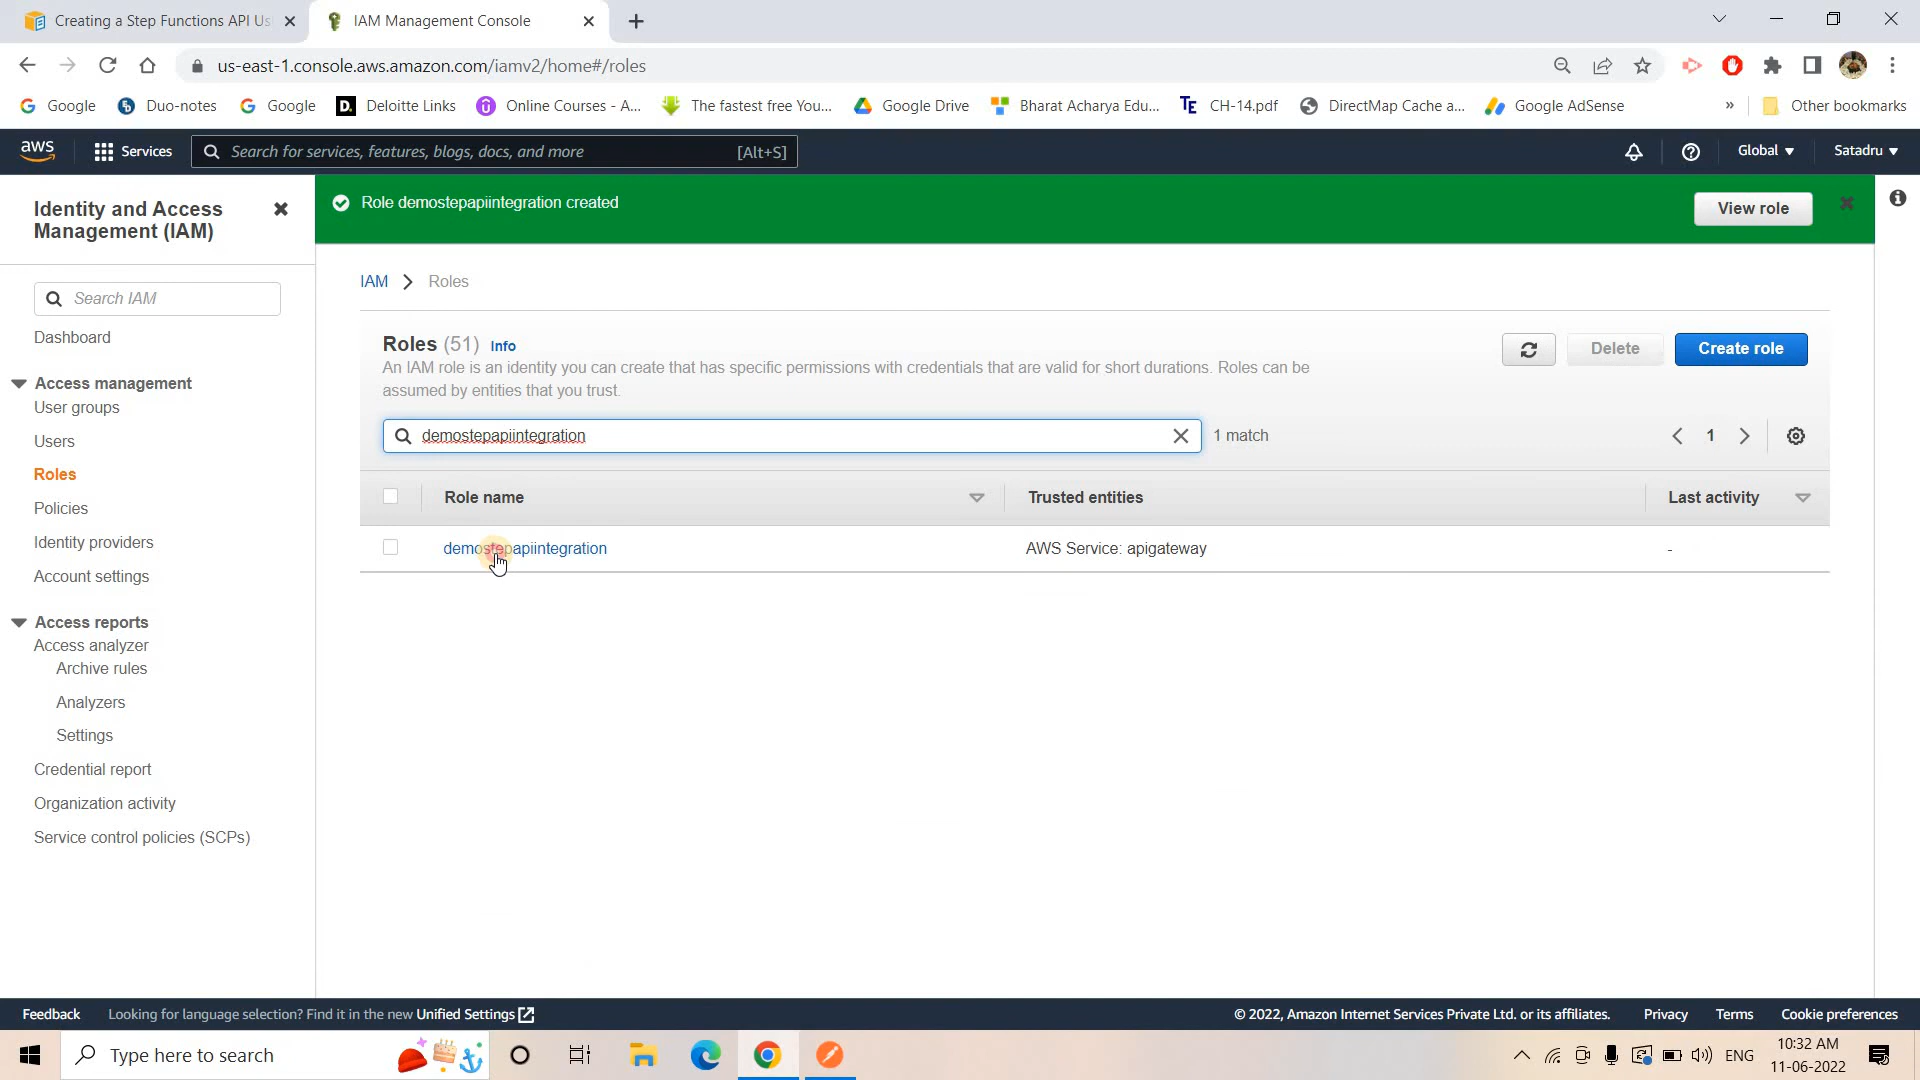 Creating a Step Functions API Us
IAM Management Console
us-east-1.console.aws.amazon.com/iamv2/home#/roles
Google
Duo-notes
Google
D.
Deloitte Links
Online Courses - A...
The fastest free You...
Google Drive
Bharat Acharya Edu...
TE
CH-14.pdf
DirectMap Cache a...
Google AdSense
»
Other bookmarks
aws
Services
Search for services, features, blogs, docs, and more
[Alt+S]
Global
Satadru
Identity and Access
Management (IAM)
Search IAM
Dashboard
Access management
User groups
Users
Roles
Policies
Identity providers
Account settings
Access reports
Access analyzer
Archive rules
Analyzers
Settings
Credential report
Organization activity
Service control policies (SCPs)
Role demostepapiintegration created
View role
IAM > Roles
Roles (51) Info
An IAM role is an identity you can create that has specific permissions with credentials that are valid for short durations. Roles can be
assumed by entities that you trust.
Delete
Create role
demostepapiintegration
1 match
1
Role name
Trusted entities
Last activity
demostepapiintegration
AWS Service: apigateway
-
Feedback
Looking for language selection? Find it in the new Unified Settings
© 2022, Amazon Internet Services Private Ltd. or its affiliates.
Privacy
Terms
Cookie preferences
Type here to search
ENG
10:32 AM
11-06-2022